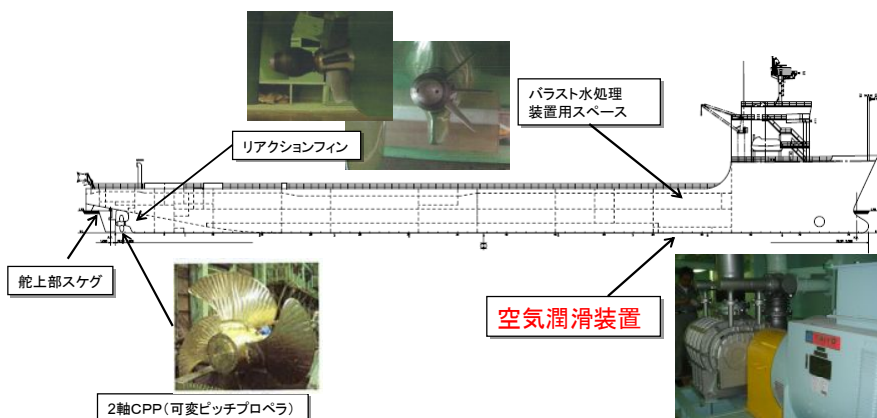 バラスト水処理
装置用スペース
リアクションフィン
舵上部スケグ
空気潤滑装置
2軸CPP(可変ピッチプロペラ)